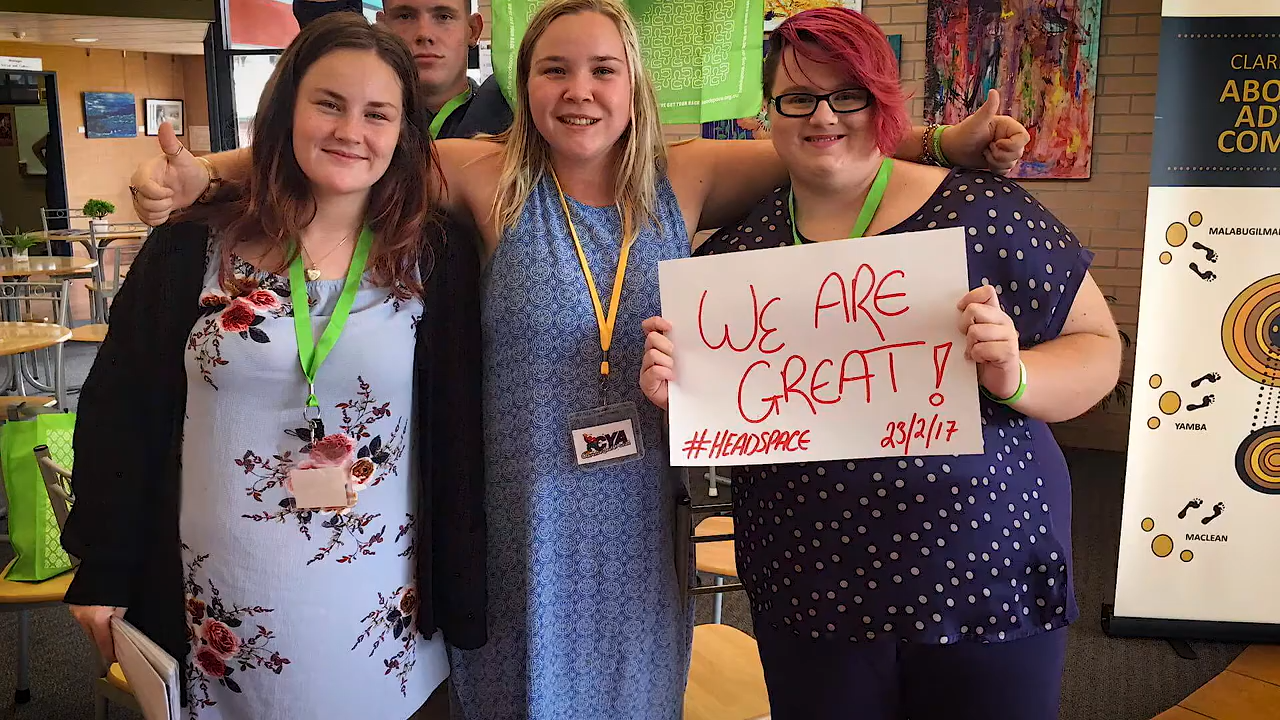 WE ARE
GREAT!
#HEADSPACE 23/2/17
CYA
CLAR
ABO
AD
COM
MALABUGILMA
YAMBA
MACLEAN